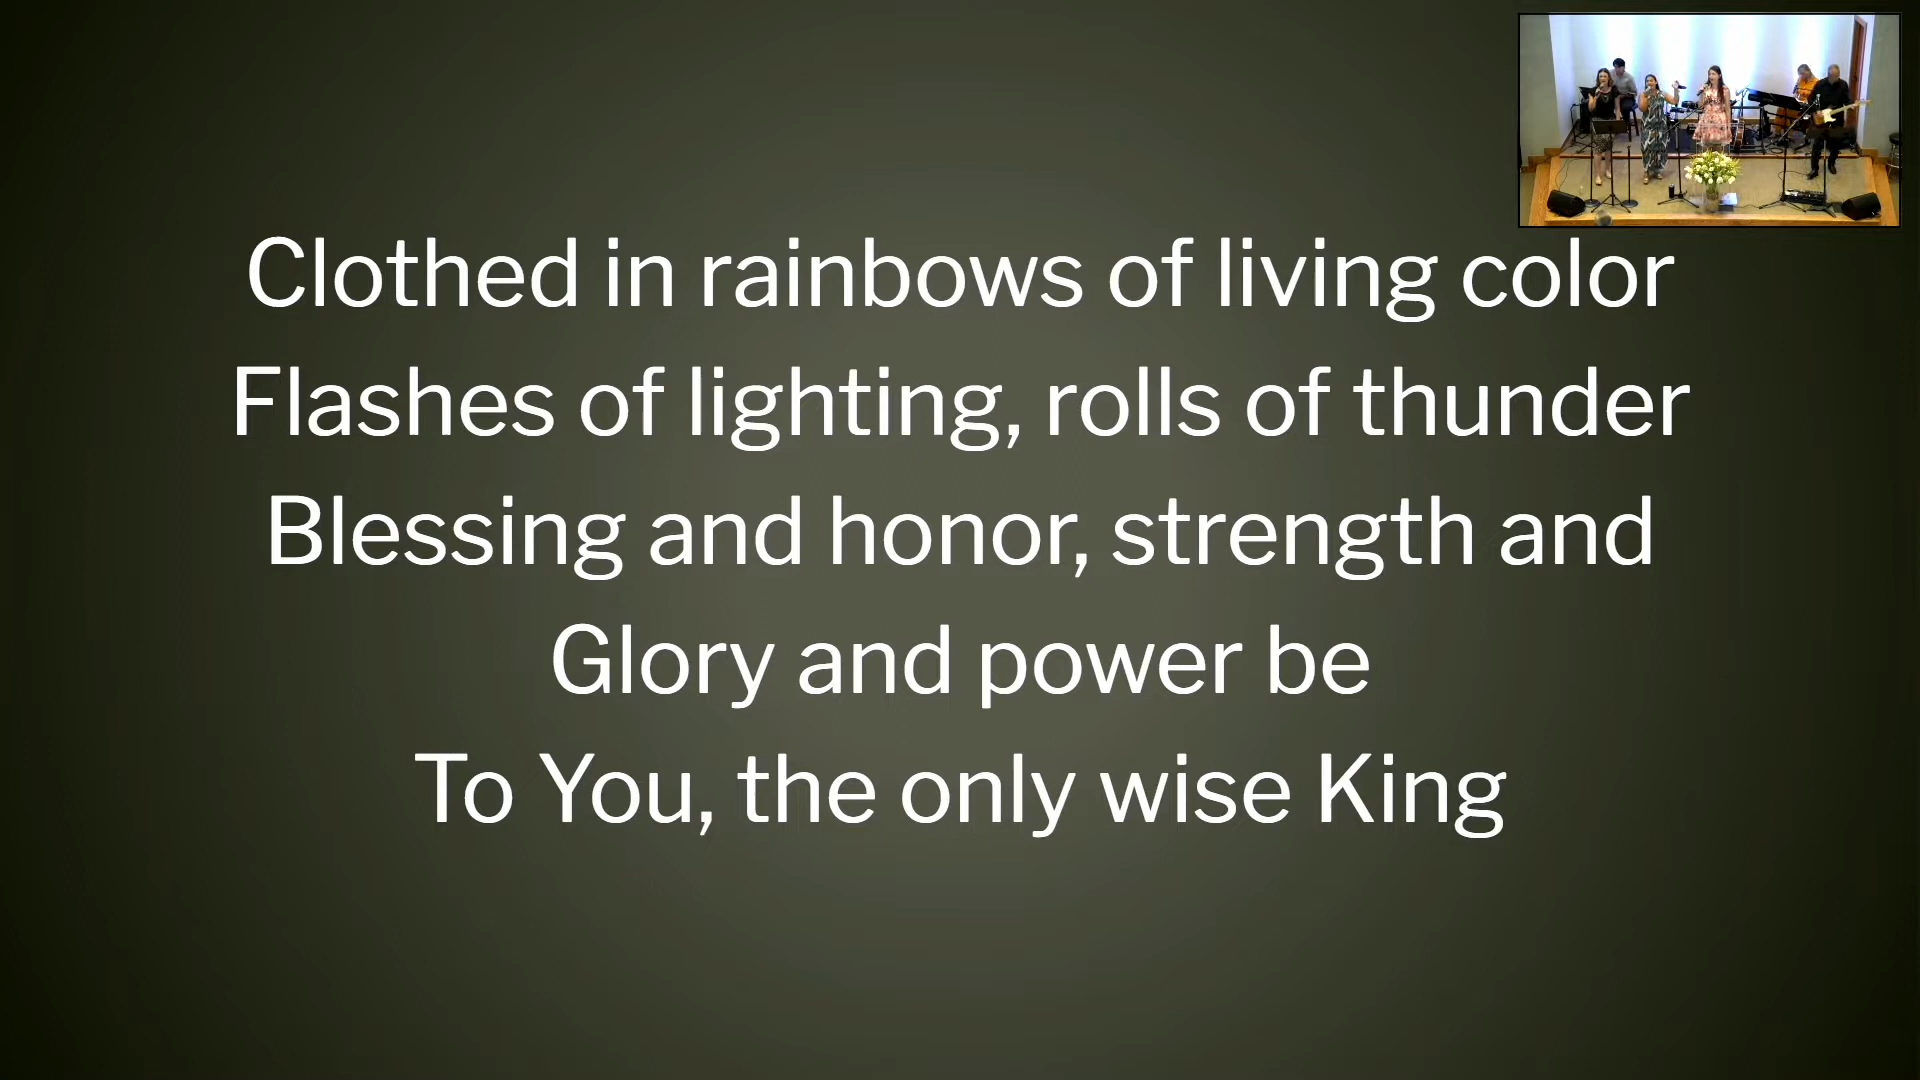 Clothed in rainbows of living color
Flashes of lighting, rolls of thunder
Blessing and honor, strength and
Glory and power be
To You, the only wise King